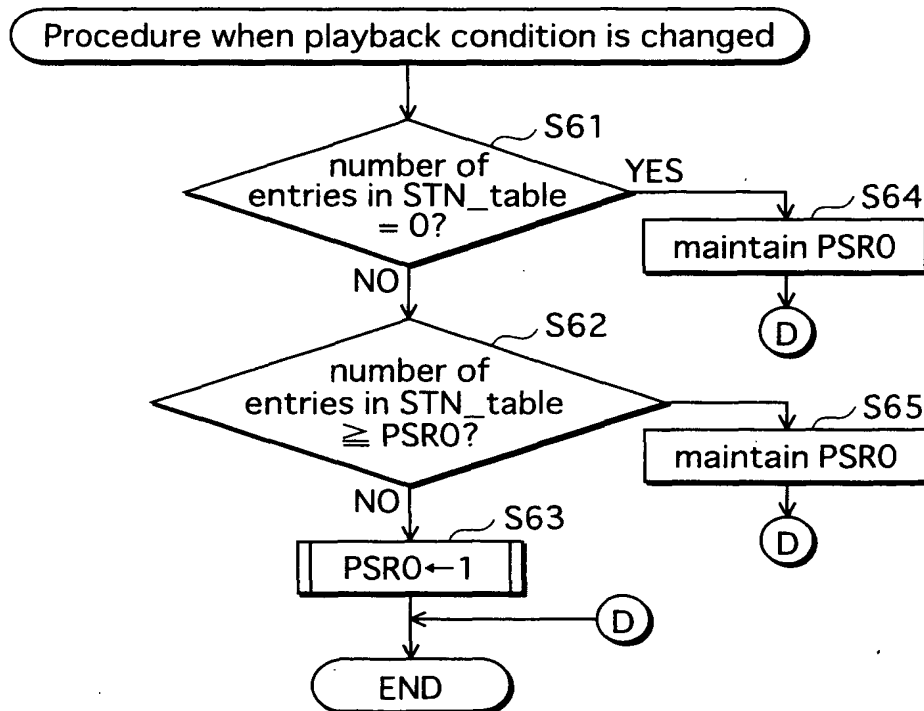 Procedure when playback condition is changed
S61
number of
entries in STN_table
= 0?
YES
S64
maintain PSR0
D
NO
S62
number of
entries in STN_table
≧ PSR0?
S65
maintain PSR0
D
NO
S63
PSR0←1
D
END